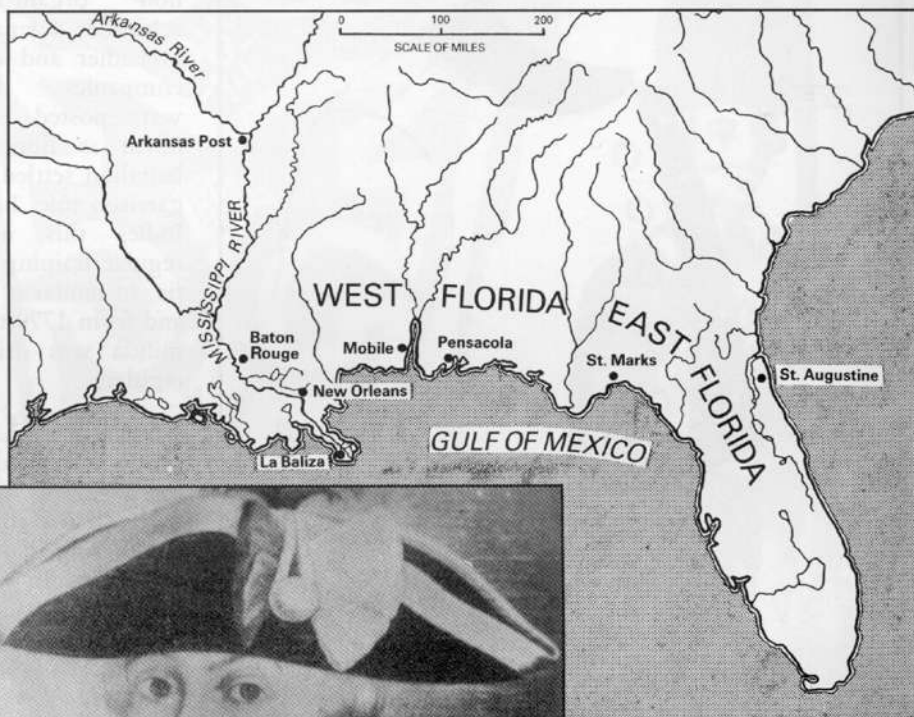 0 100 200
SCALE OF MILES
Arkansas River
Arkansas Post
MISSISSIPPI RIVER
WEST FLORIDA
EAST FLORIDA
Baton
Rouge
Mobile
Pensacola
St. Marks
St. Augustine
New Orleans
GULF OF MEXICO
La Baliza